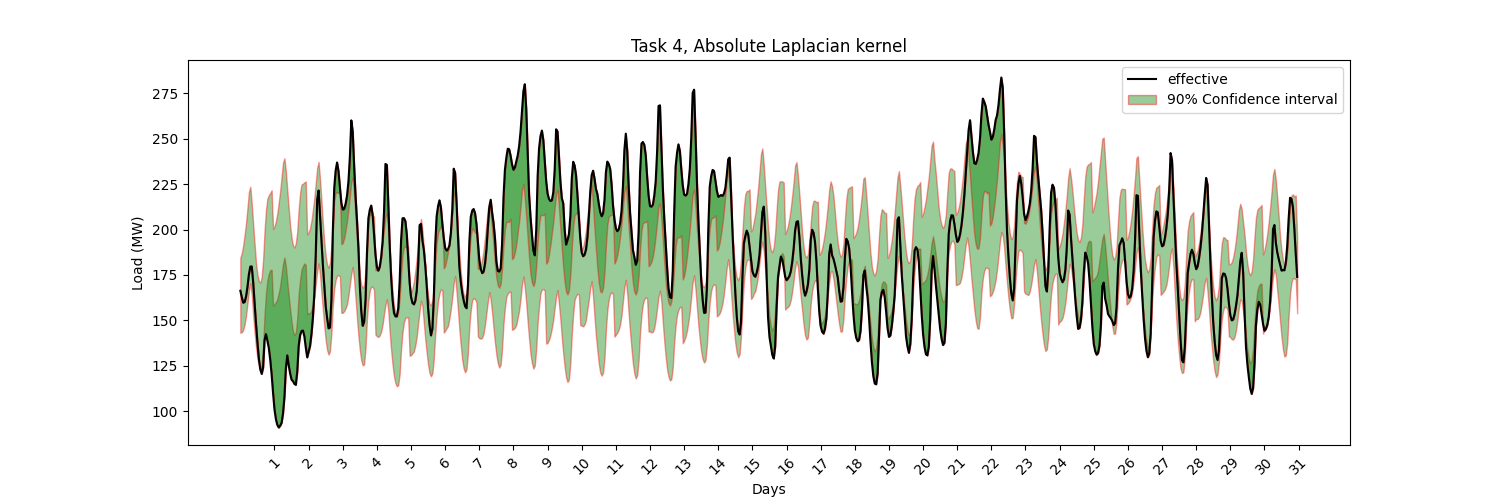 Task 4, Absolute Laplacian kernel
effective
90% Confidence interval
Load (MW)
275
250
225
200
175
150
125
100
1 2 3 4 5 6 7 8 9 10 11 12 13 14 15 16 17 18 19 20 21 22 23 24 25 26 27 28 29 30 31
Days